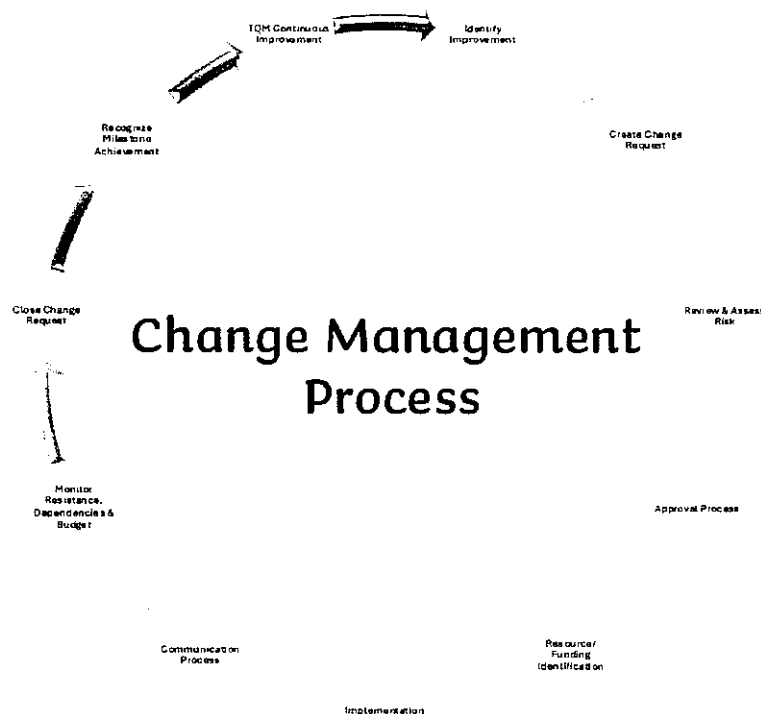 TQM Continuous
Improvement
Identify
Improvement
Create Change
Request
Review & Assess
Risk
Approval Process
Resource/
Funding
Identification
Implementation
Communication
Process
Monitor
Resistance,
Dependencies &
Budget
Close Change
Request
Recognize
Milestone
Achievement
Change Management
Process